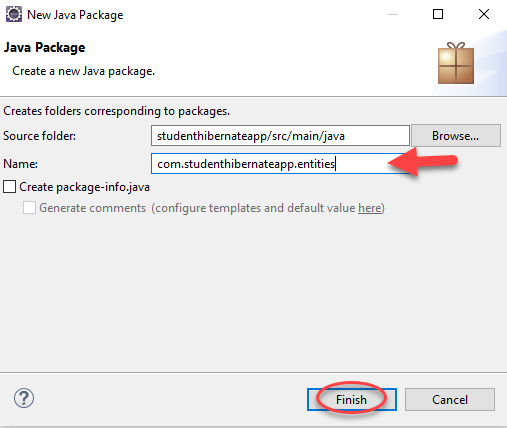 New Java Package
Java Package
Create a new Java package.
Creates folders corresponding to packages.
Source folder: studenthibernateapp/src/main/java Browse...
Name: com.studenthibernateapp.entities
Create package-info.java
Generate comments (configure templates and default value here)
? Finish Cancel